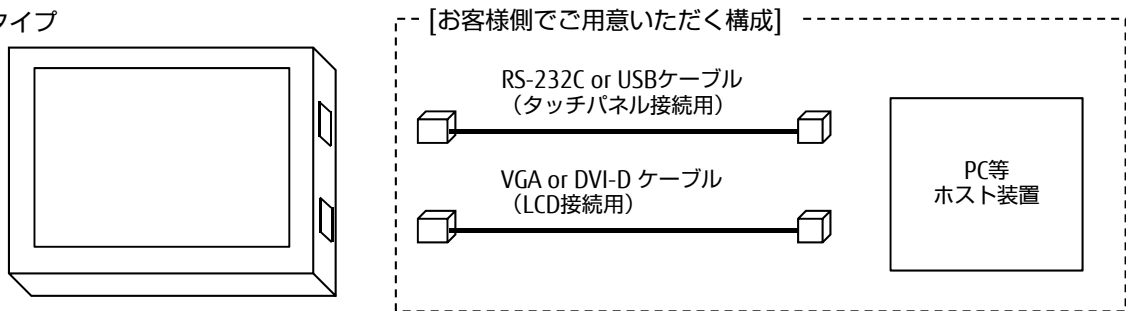 タイプ
[お客様側でご用意いただく構成]
RS-232C or USBケーブル
（タッチパネル接続用）
VGA or DVI-D ケーブル
（LCD接続用）
PC等
ホスト装置